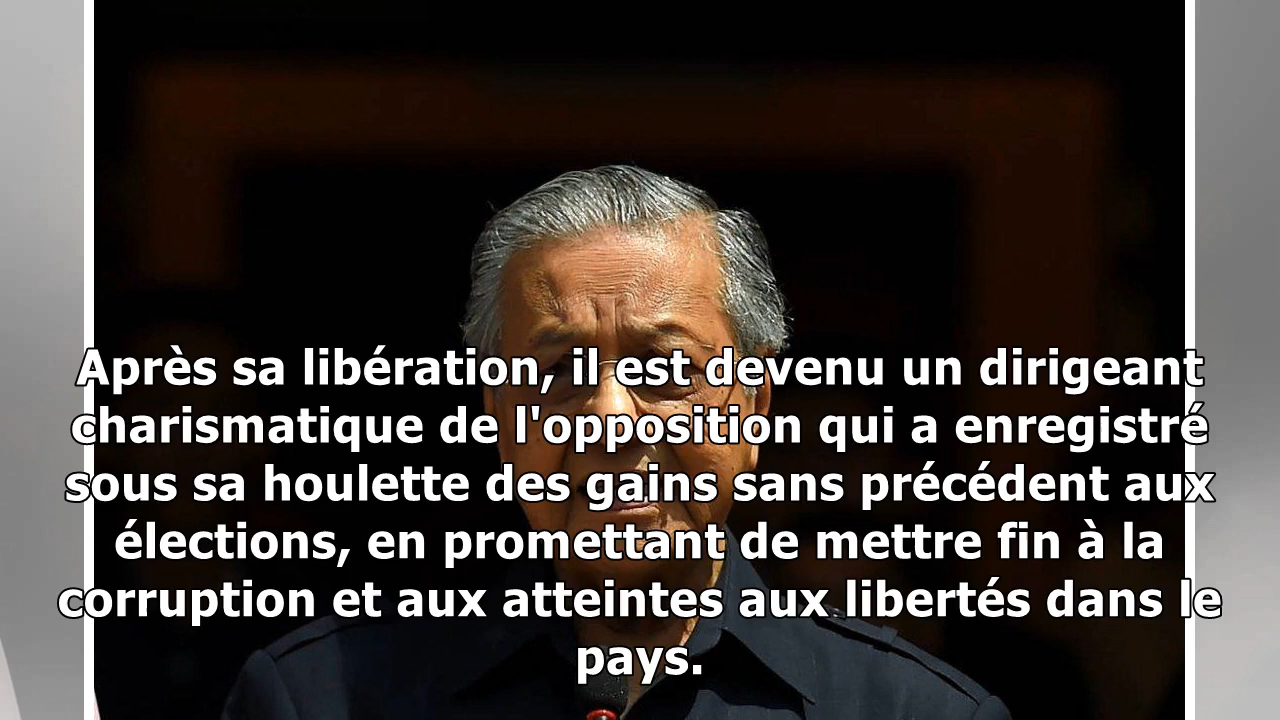 Après sa libération, il est devenu un dirigeant
charismatique de l'opposition qui a enregistré
sous sa houlette des gains sans précédent aux
élections, en promettant de mettre fin à la
corruption et aux atteintes aux libertés dans le
pays.